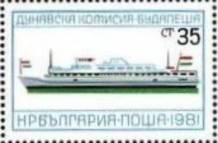 ДУНАВСКА КОМИСИЯ-БУДАПЕЩА
СТ 35
НРБЪЛГАРИЯ·ПОЩА·1981